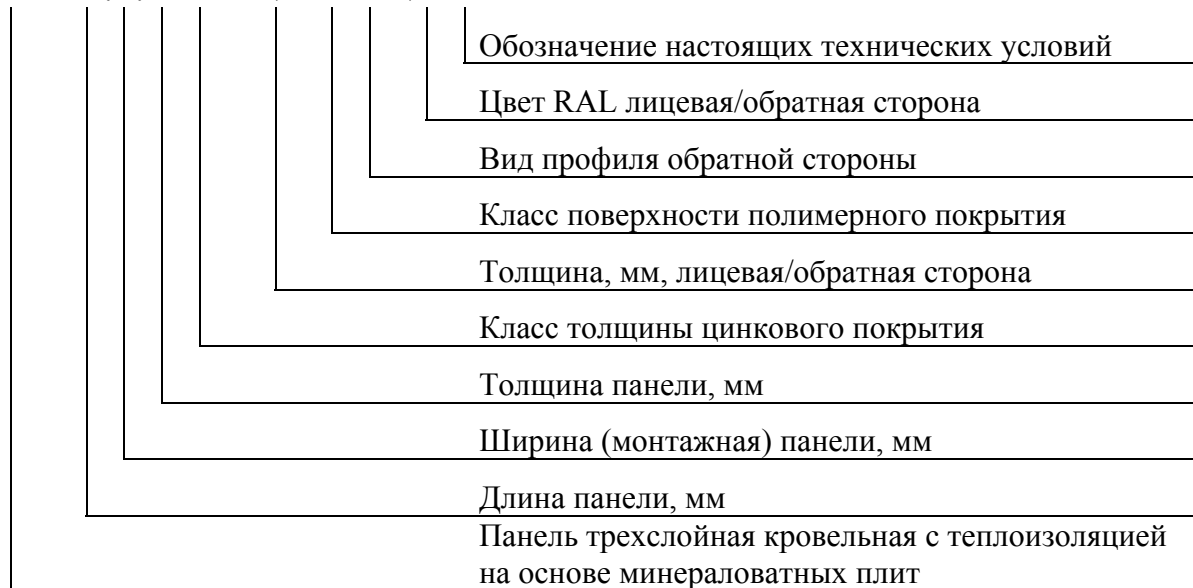 Обозначение настоящих технических условий
Цвет RAL лицевая/обратная сторона
Вид профиля обратной стороны
Класс поверхности полимерного покрытия
Толщина, мм, лицевая/обратная сторона
Класс толщины цинкового покрытия
Толщина панели, мм
Ширина (монтажная) панели, мм
Длина панели, мм
Панель трехслойная кровельная с теплоизоляцией
на основе минераловатных плит